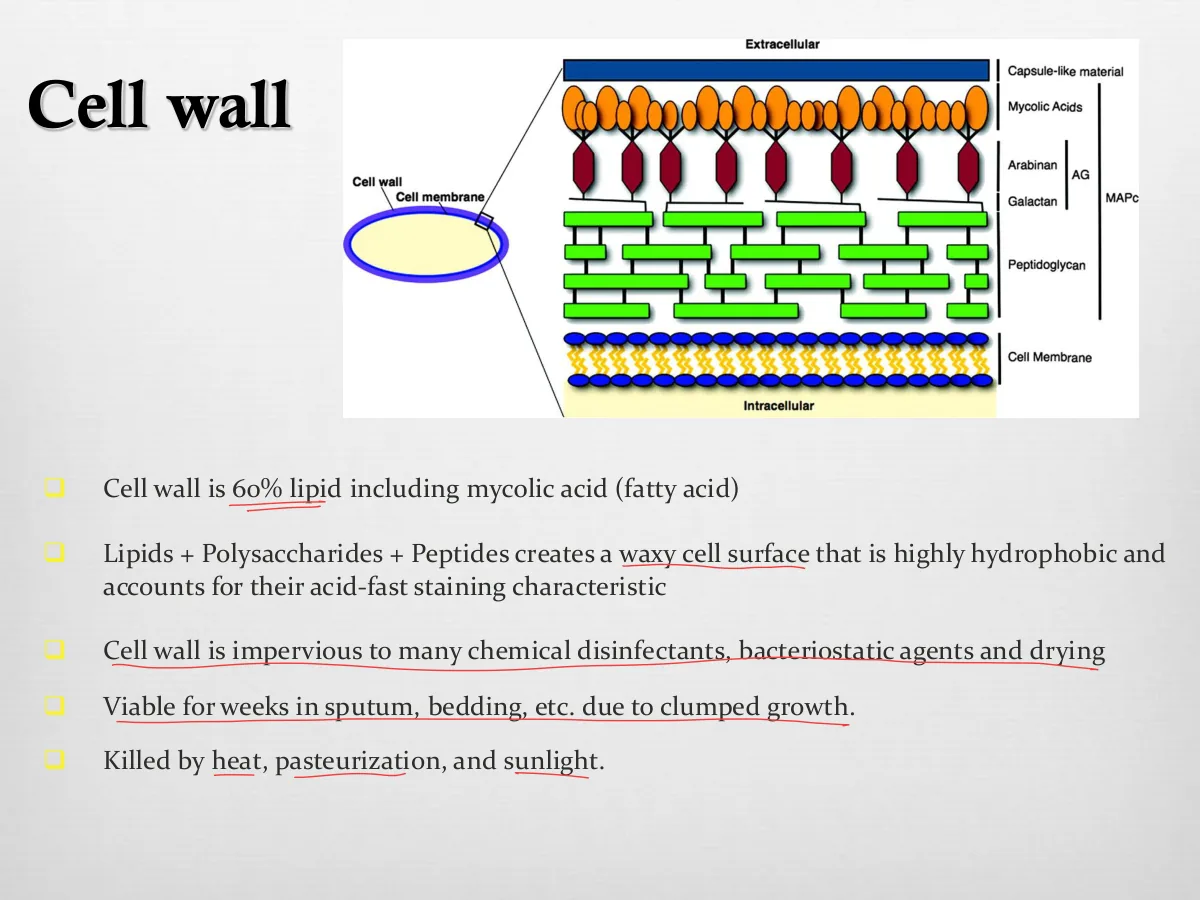 Cell wall
Extracellular
Capsule-like material
Mycolic Acids
Arabinan
AG
Galactan
MAPc
Peptidoglycan
Cell Membrane
Intracellular
Cell wall
Cell membrane
Cell wall is 60% lipid including mycolic acid (fatty acid)
Lipids + Polysaccharides + Peptides creates a waxy cell surface that is highly hydrophobic and
accounts for their acid-fast staining characteristic
Cell wall is impervious to many chemical disinfectants, bacteriostatic agents and drying
Viable for weeks in sputum, bedding, etc. due to clumped growth.
Killed by heat, pasteurization, and sunlight.